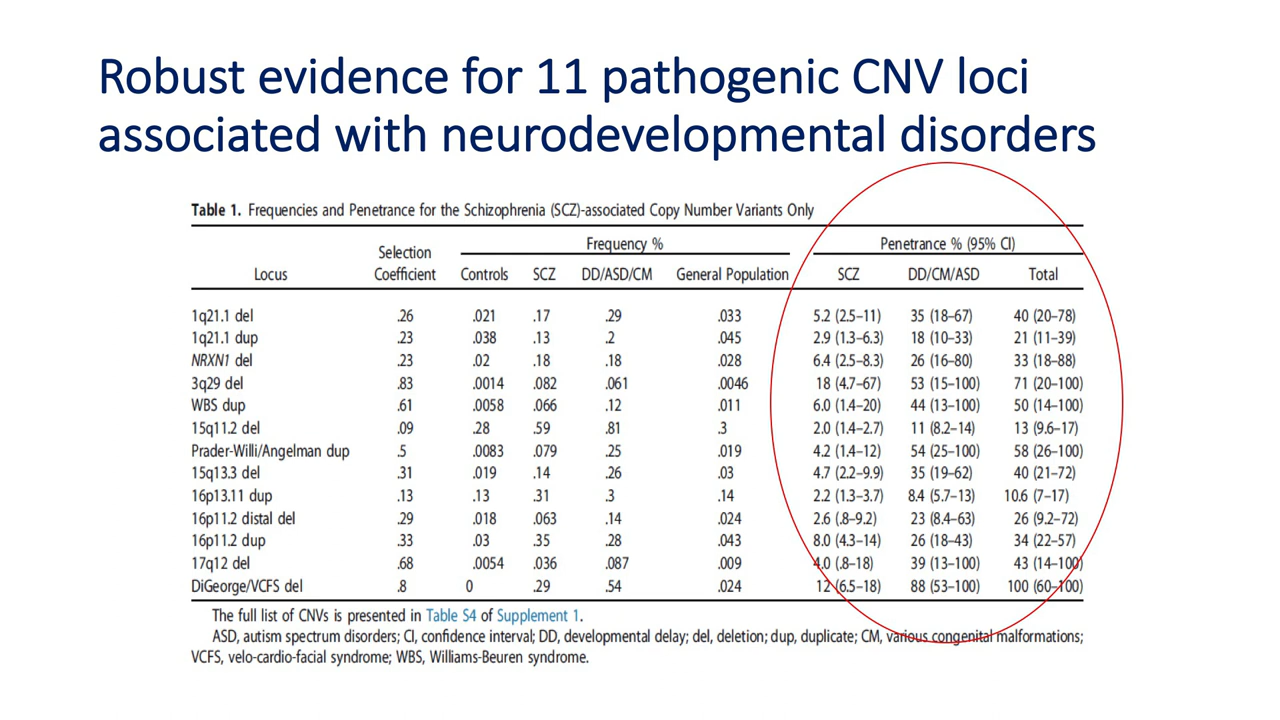 Robust evidence for 11 pathogenic CNV loci
associated with neurodevelopmental disorders
Table 1. Frequencies and Penetrance for the Schizophrenia (SCZ)-associated Copy Number Variants Only
Frequency % Penetrance % (95% CI)
Locus Selection Coefficient Controls SCZ DD/ASD/CM General Population SCZ DD/CM/ASD Total
1q21.1 del .26 .021 .17 .29 .033 5.2 (2.5–11) 35 (18–67) 40 (20–78)
1q21.1 dup .23 .038 .13 .2 .045 2.9 (1.3–6.3) 18 (10–33) 21 (11–39)
NRXN1 del .23 .02 .18 .18 .028 6.4 (2.5–8.3) 26 (16–80) 33 (18–88)
3q29 del .83 .0014 .082 .061 .0046 18 (4.7–67) 53 (15–100) 71 (20–100)
WBS dup .61 .0058 .066 .12 .011 6.0 (1.4–20) 44 (13–100) 50 (14–100)
15q11.2 del .09 .28 .59 .81 .3 2.0 (1.4–2.7) 11 (8.2–14) 13 (9.6–17)
Prader-Willi/Angelman dup .5 .0083 .079 .25 .019 4.2 (1.4–12) 54 (25–100) 58 (26–100)
15q13.3 del .31 .019 .14 .26 .03 4.7 (2.2–9.9) 35 (19–62) 40 (21–72)
16p13.11 dup .13 .13 .31 .3 .14 2.2 (1.3–3.7) 8.4 (5.7–13) 10.6 (7–17)
16p11.2 distal del .29 .018 .063 .14 .024 2.6 (.8–9.2) 23 (8.4–63) 26 (9.2–72)
16p11.2 dup .33 .03 .35 .28 .043 8.0 (4.3–14) 26 (18–43) 34 (22–57)
17q12 del .68 .0054 .036 .087 .009 4.0 (.8–18) 39 (13–100) 43 (14–100)
DiGeorge/VCFS del .8 0 .29 .54 .024 12 (6.5–18) 88 (53–100) 100 (60–100)
The full list of CNVs is presented in Table S4 of Supplement 1.
ASD, autism spectrum disorders; CI, confidence interval; DD, developmental delay; del, deletion; dup, duplicate; CM, various congenital malformations;
VCFS, velo-cardio-facial syndrome; WBS, Williams-Beuren syndrome.